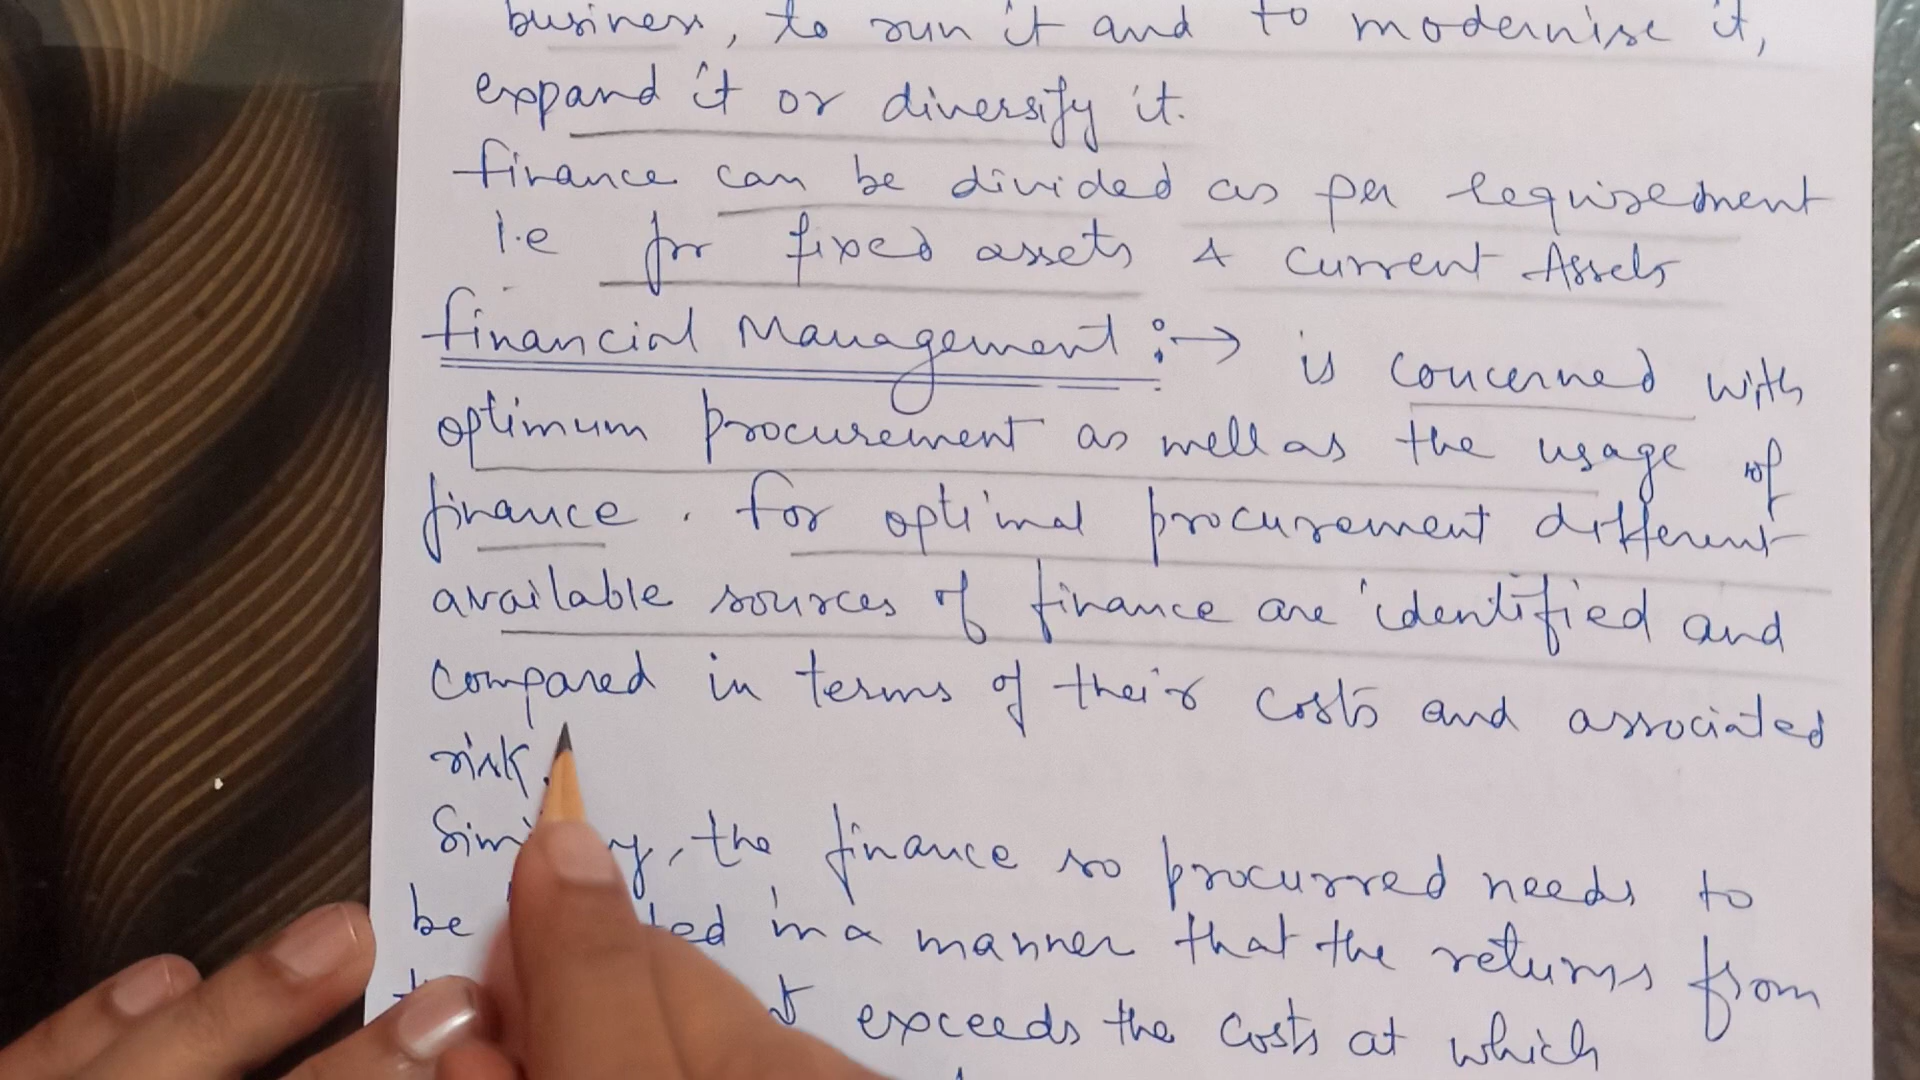 business, to run it and to modernise it,
expand it or diversify it.
finance can be divided as per requirement
i.e for fixed assets & current Assets
financial Management :→ is concerned with
optimum procurement as well as the usage of
finance. for optimal procurement different
available sources of finance are identified and
compared in terms of their costs and associated
risk.
the finance so procurred needs to
be in a manner that the returns from
exceeds the costs at which